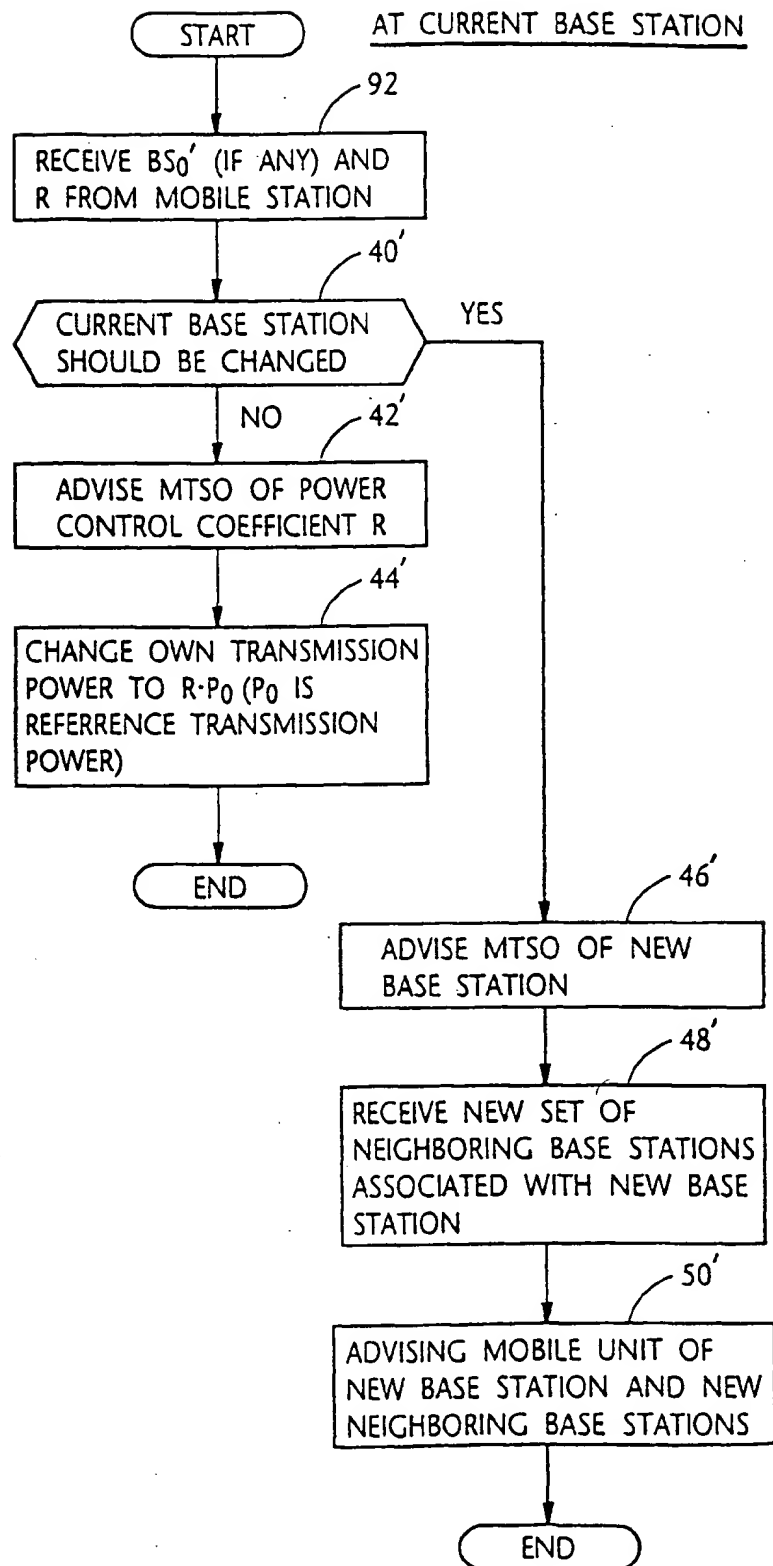 START
AT CURRENT BASE STATION
92
RECEIVE BS0' (IF ANY) AND
R FROM MOBILE STATION
40'
CURRENT BASE STATION
SHOULD BE CHANGED
YES
NO
42'
ADVISE MTSO OF POWER
CONTROL COEFFICIENT R
44'
CHANGE OWN TRANSMISSION
POWER TO R·P0 (P0 IS
REFERRENCE TRANSMISSION
POWER)
END
46'
ADVISE MTSO OF NEW
BASE STATION
48'
RECEIVE NEW SET OF
NEIGHBORING BASE STATIONS
ASSOCIATED WITH NEW BASE
STATION
50'
ADVISING MOBILE UNIT OF
NEW BASE STATION AND NEW
NEIGHBORING BASE STATIONS
END